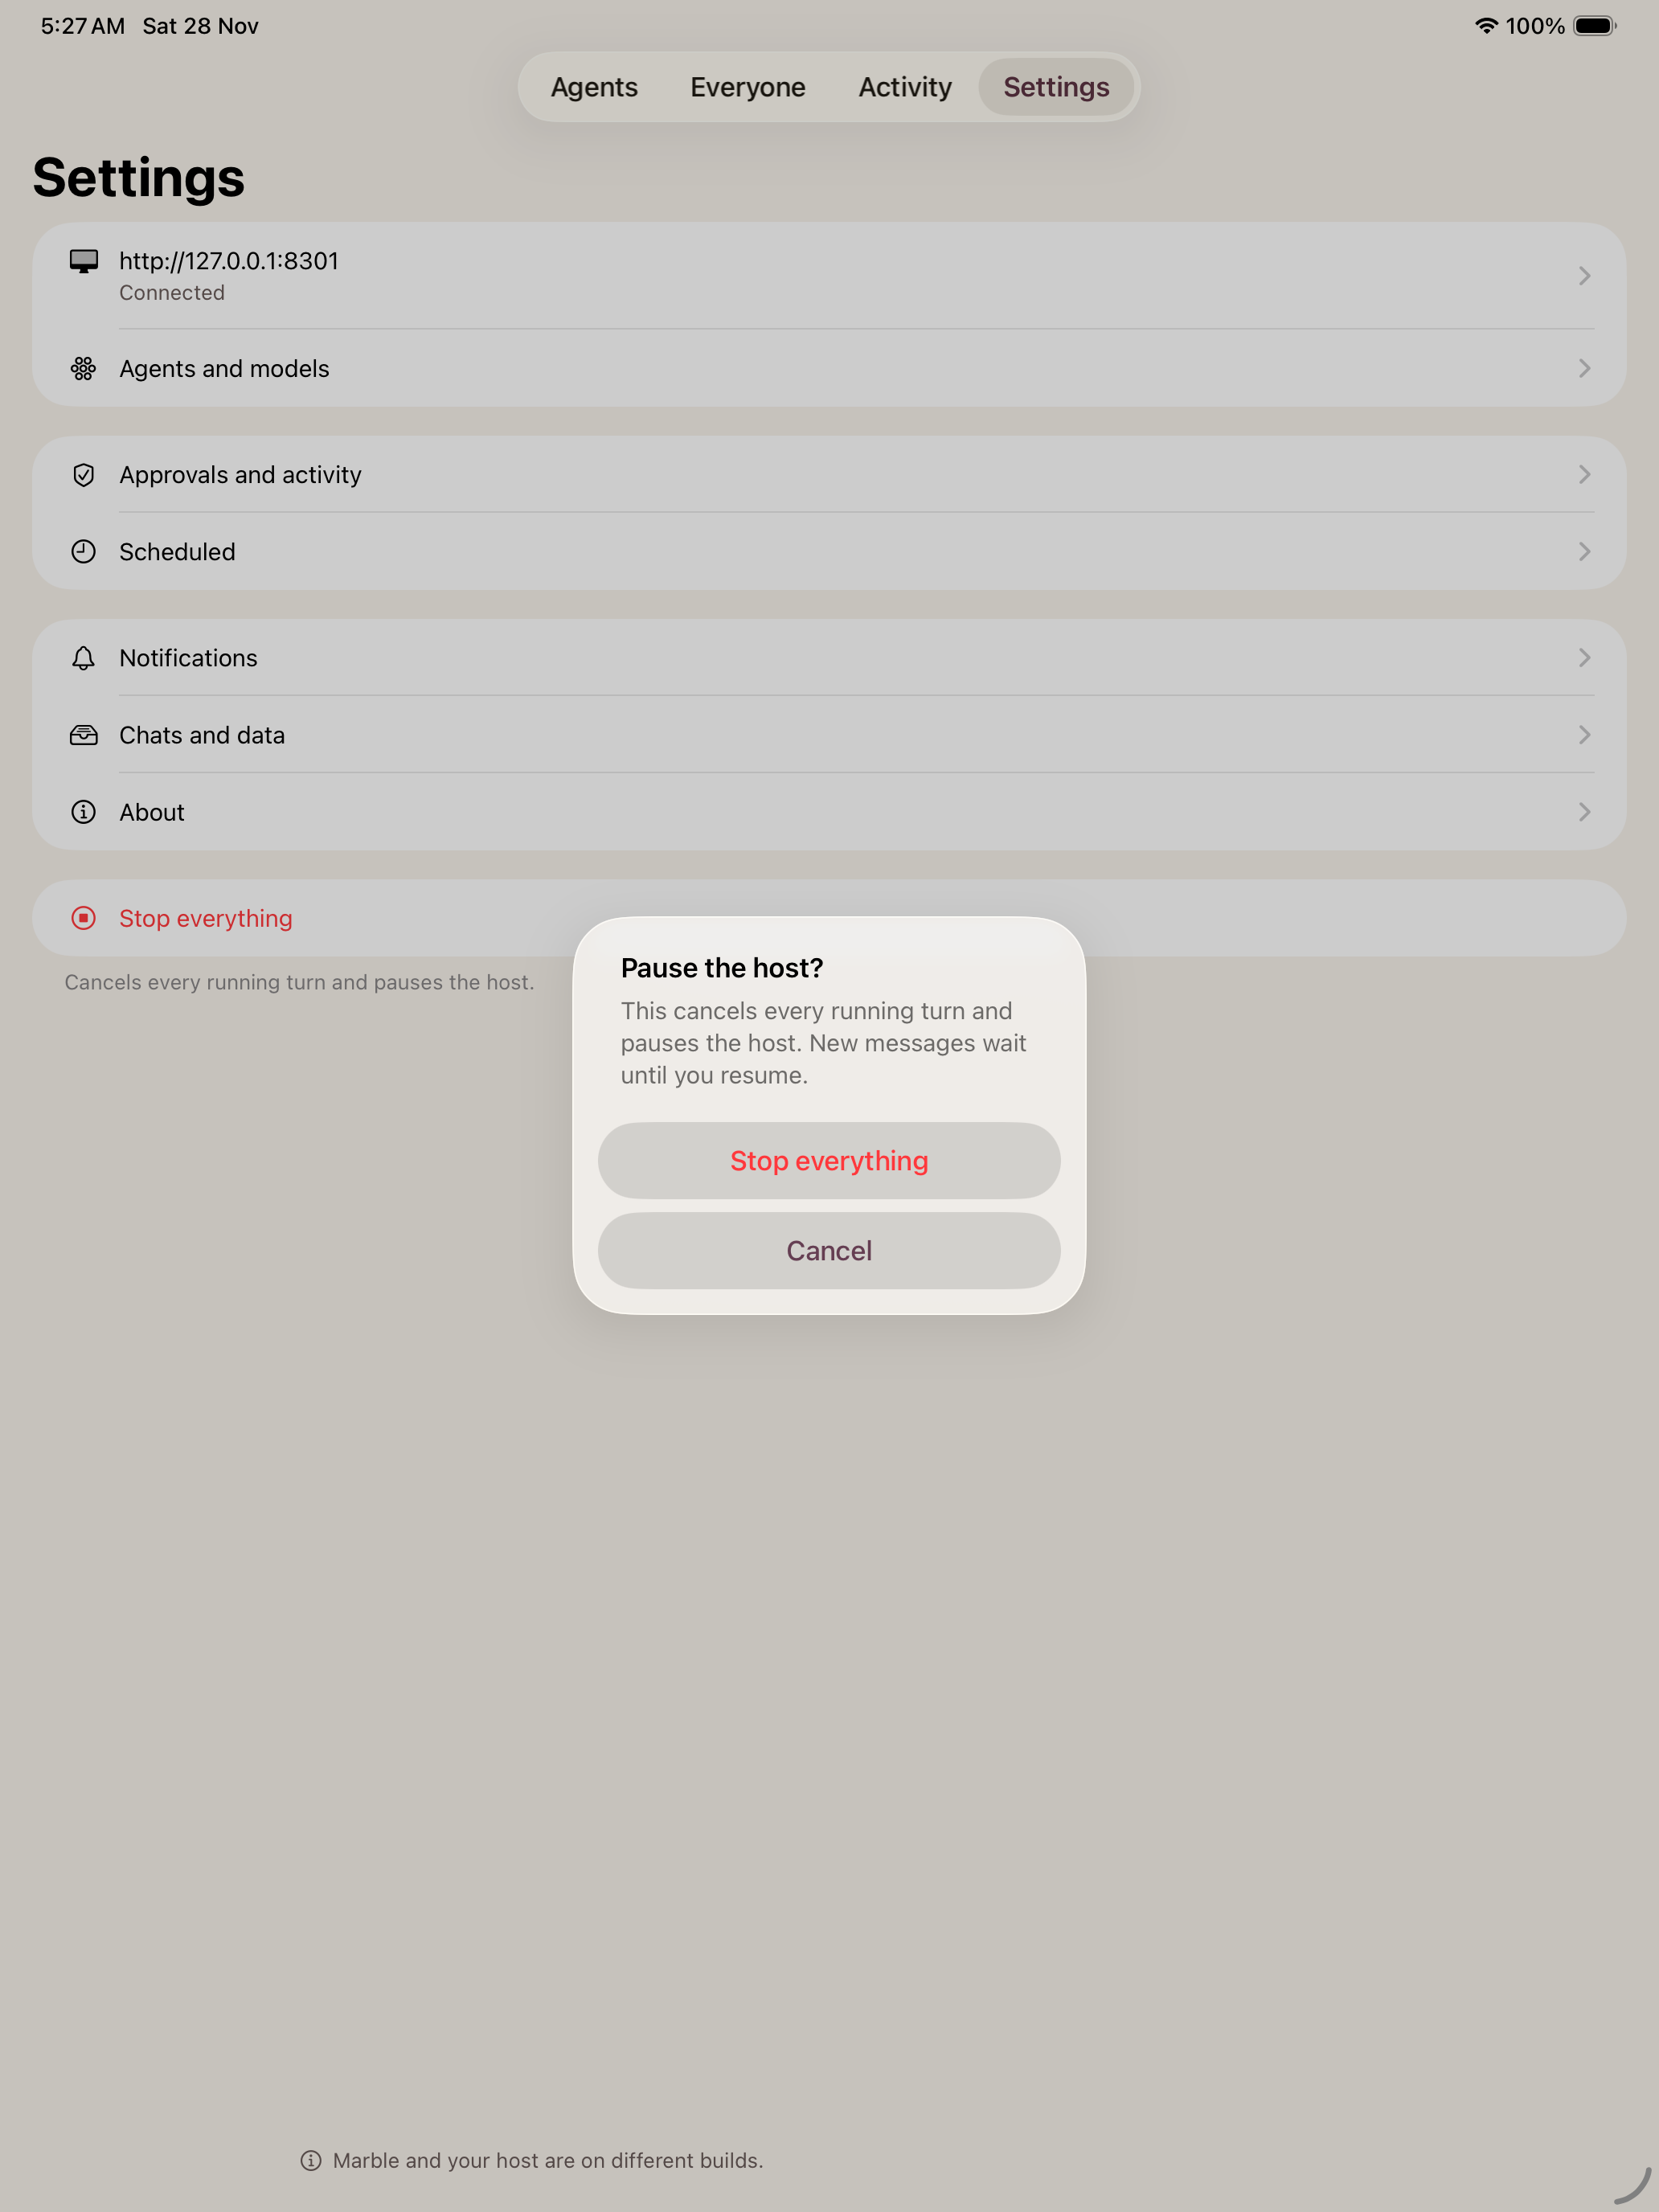 5:27 AM Sat 28 Nov
100%
Agents Everyone Activity Settings
Settings
http://127.0.0.1:8301
Connected
Agents and models
Approvals and activity
Scheduled
Notifications
Chats and data
About
Stop everything
Cancels every running turn and pauses the host.
Pause the host?
This cancels every running turn and
pauses the host. New messages wait
until you resume.
Stop everything
Cancel
Marble and your host are on different builds.